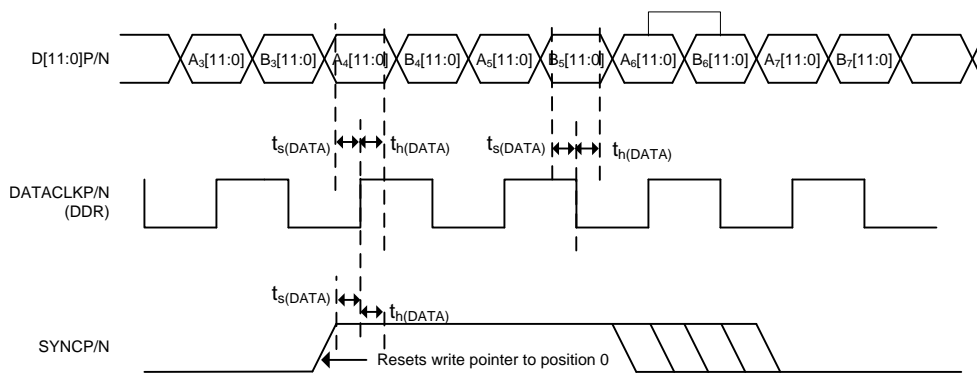 D[11:0]P/N
A3[11:0] B3[11:0] A4[11:0] B4[11:0] A5[11:0] B5[11:0] A6[11:0] B6[11:0] A7[11:0] B7[11:0]
ts(DATA) th(DATA) ts(DATA) th(DATA)
DATACLKP/N
(DDR)
ts(DATA) th(DATA)
SYNCP/N
Resets write pointer to position 0